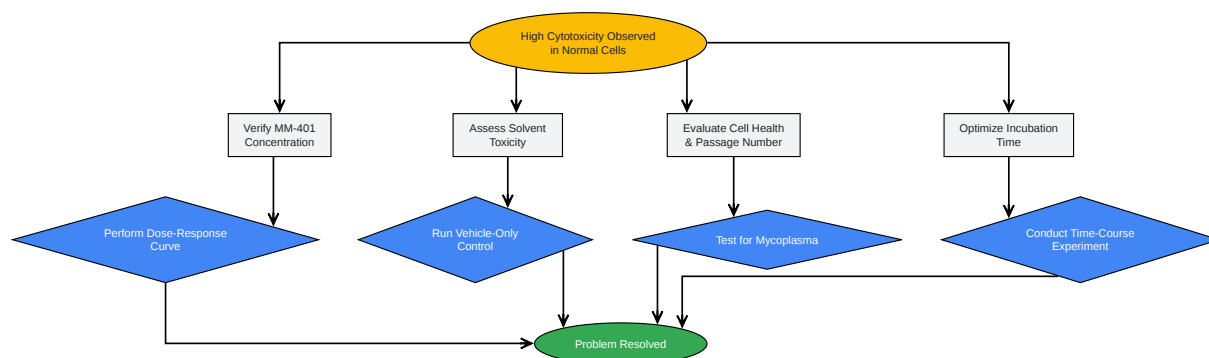 High Cytotoxicity Observed
in Normal Cells
Verify MM-401
Concentration
Assess Solvent
Toxicity
Evaluate Cell Health
& Passage Number
Optimize Incubation
Time
Perform Dose-Response
Curve
Run Vehicle-Only
Control
Test for Mycoplasma
Conduct Time-Course
Experiment
Problem Resolved